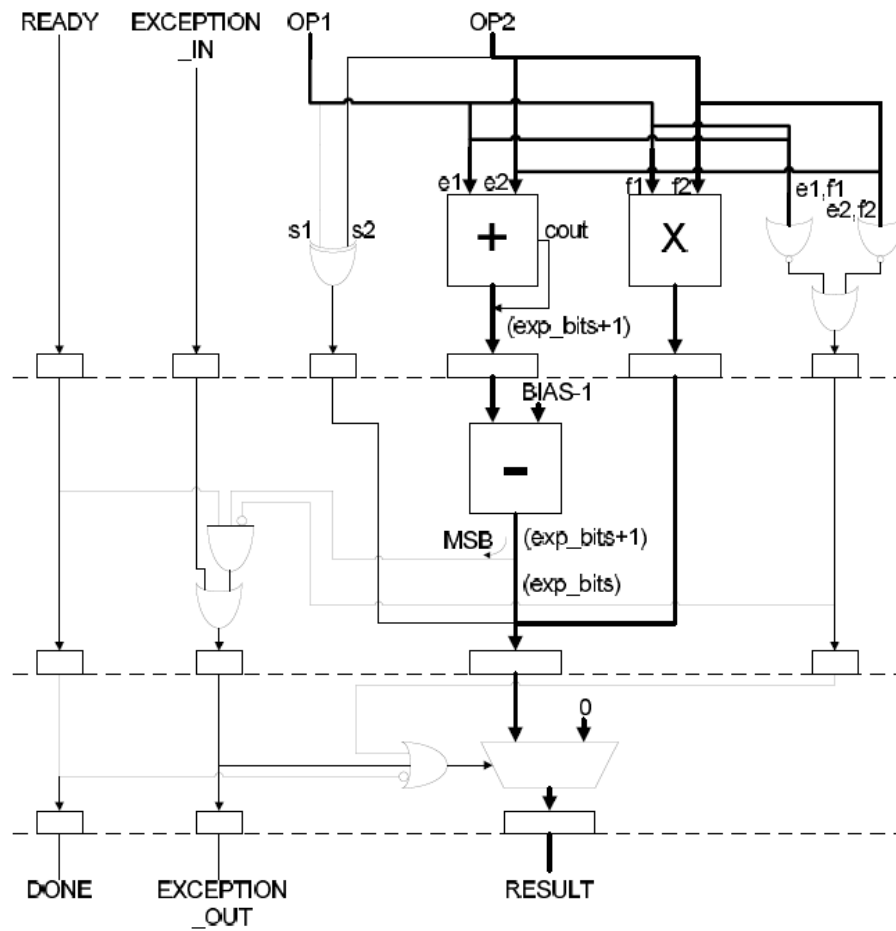 READY
EXCEPTION
_IN
OP1
OP2
e1
e2
f1
f2
e1,f1
e2,f2
s1
s2
+
cout
X
(exp_bits+1)
BIAS-1
-
MSB
(exp_bits+1)
(exp_bits)
0
DONE
EXCEPTION
_OUT
RESULT